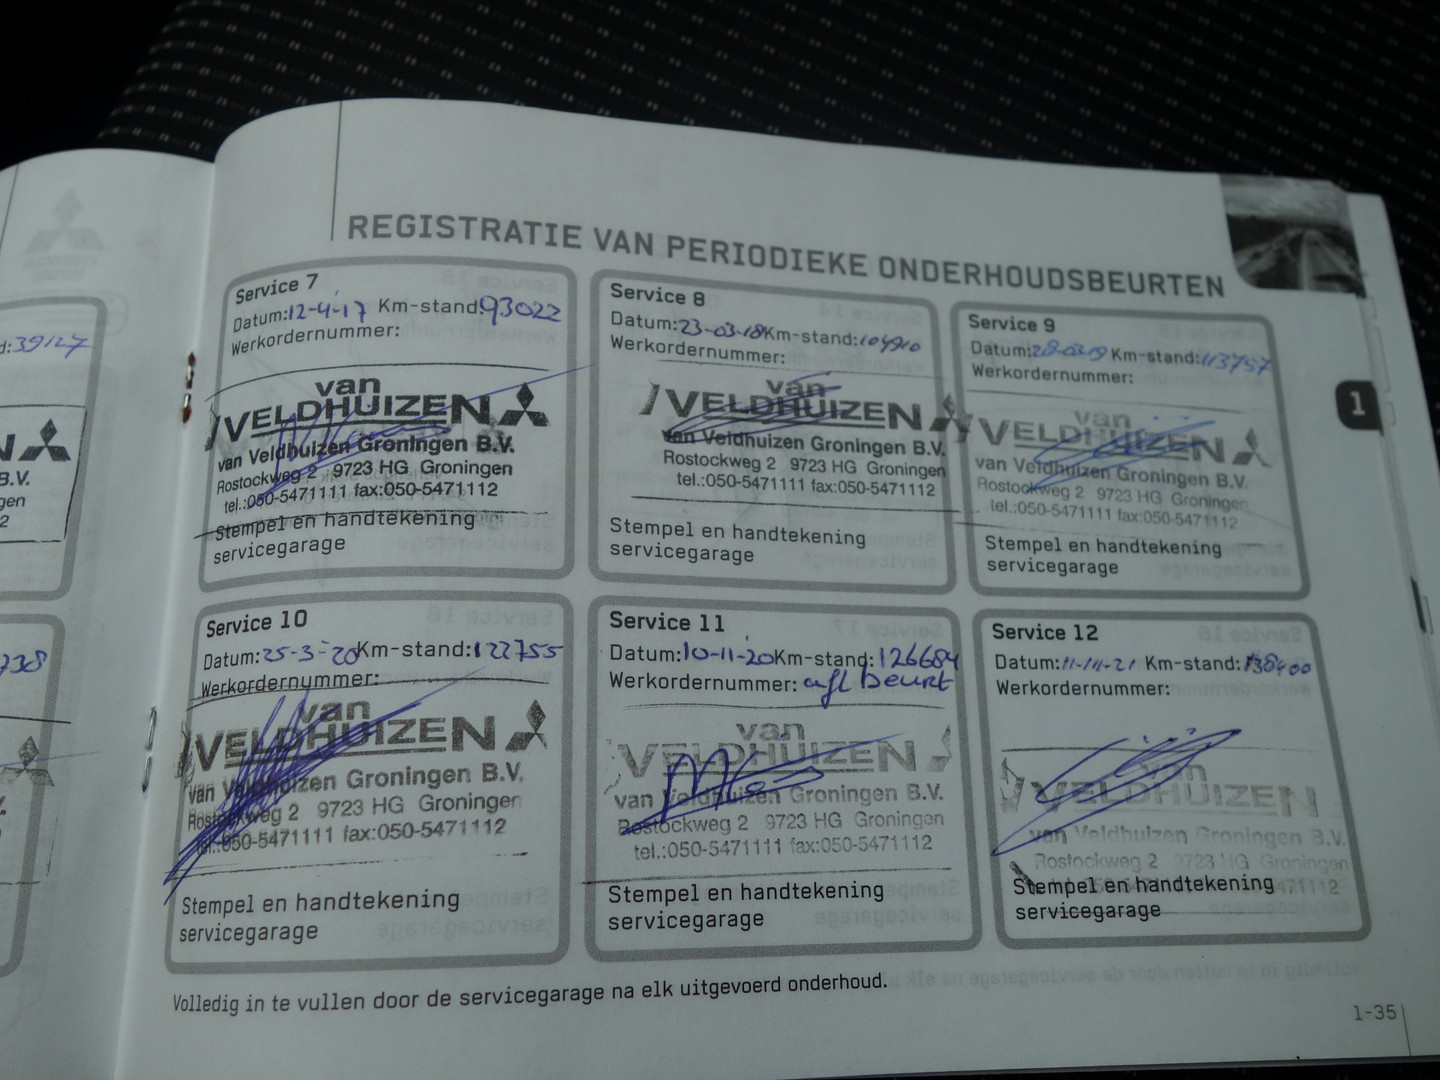 REGISTRATIE VAN PERIODIEKE ONDERHOUDSBEURTEN
Service 7
Datum:12-4-17 Km-stand:93022
Werkordernummer:
van
VELDHUIZEN
van Veldhuizen Groningen B.V.
Rostockweg 2 9723 HG Groningen
tel.:050-5471111 fax:050-5471112
Stempel en handtekening
servicegarage
Service 8
Datum:23-03-18Km-stand:104910
Werkordernummer:
van
VELDHUIZEN
van Veldhuizen Groningen B.V.
Rostockweg 2 9723 HG Groningen
tel.:050-5471111 fax:050-5471112
Stempel en handtekening
servicegarage
Service 9
Datum:28-03-19 Km-stand:113757
Werkordernummer:
van
VELDHUIZEN
van Veldhuizen Groningen B.V.
Rostockweg 2 9723 HG Groningen
tel.:050-5471111 fax:050-5471112
Stempel en handtekening
servicegarage
1
Service 10
Datum:25-3-20Km-stand:122755
Werkordernummer:
van
VELDHUIZEN
van Veldhuizen Groningen B.V.
Rostockweg 2 9723 HG Groningen
tel.:050-5471111 fax:050-5471112
Stempel en handtekening
servicegarage
Service 11
Datum:10-11-20Km-stand:126684
Werkordernummer: afl beurt
van
VELDHUIZEN
van Veldhuizen Groningen B.V.
Rostockweg 2 9723 HG Groningen
tel.:050-5471111 fax:050-5471112
Stempel en handtekening
servicegarage
Service 12
Datum: Km-stand:138400
Werkordernummer:
van
VELDHUIZEN
van Veldhuizen Groningen B.V.
Rostockweg 2 9723 HG Groningen
Stempel en handtekening
servicegarage
Volledig in te vullen door de servicegarage na elk uitgevoerd onderhoud.
1-35
39127
B.V.
738